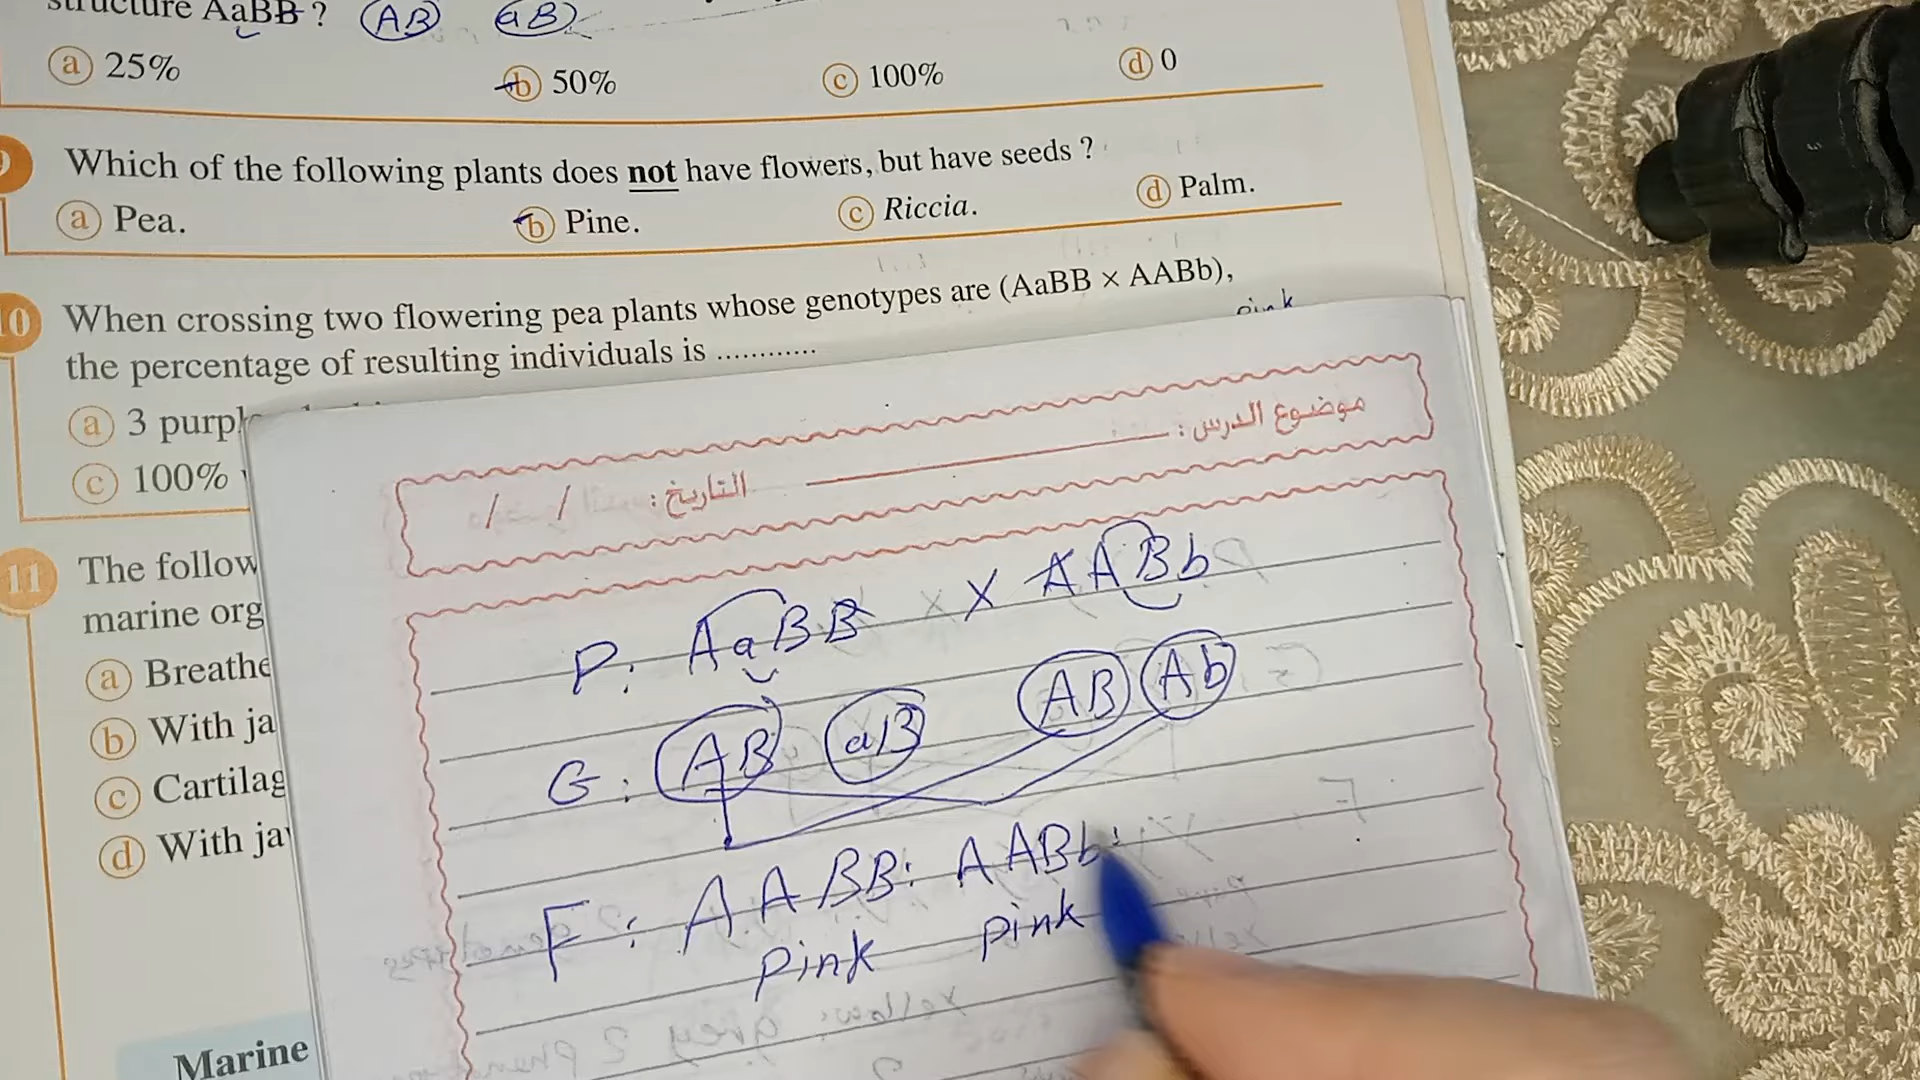 structure AaBB ? AB aB
a 25% b 50% c 100% d 0
9 Which of the following plants does not have flowers, but have seeds ?
a Pea. b Pine. c Riccia. d Palm.
10 When crossing two flowering pea plants whose genotypes are (AaBB × AABb),
pink
the percentage of resulting individuals is ............
a 3 purpl
c 100%
11 The follow
marine org
a Breathe
b With ja
c Cartilag
d With ja
Marine
موضوع الدرس :
التاريخ : / /
P: AaBB X AABb
G: AB aB AB Ab
F: AABB: AABb:
pink pink